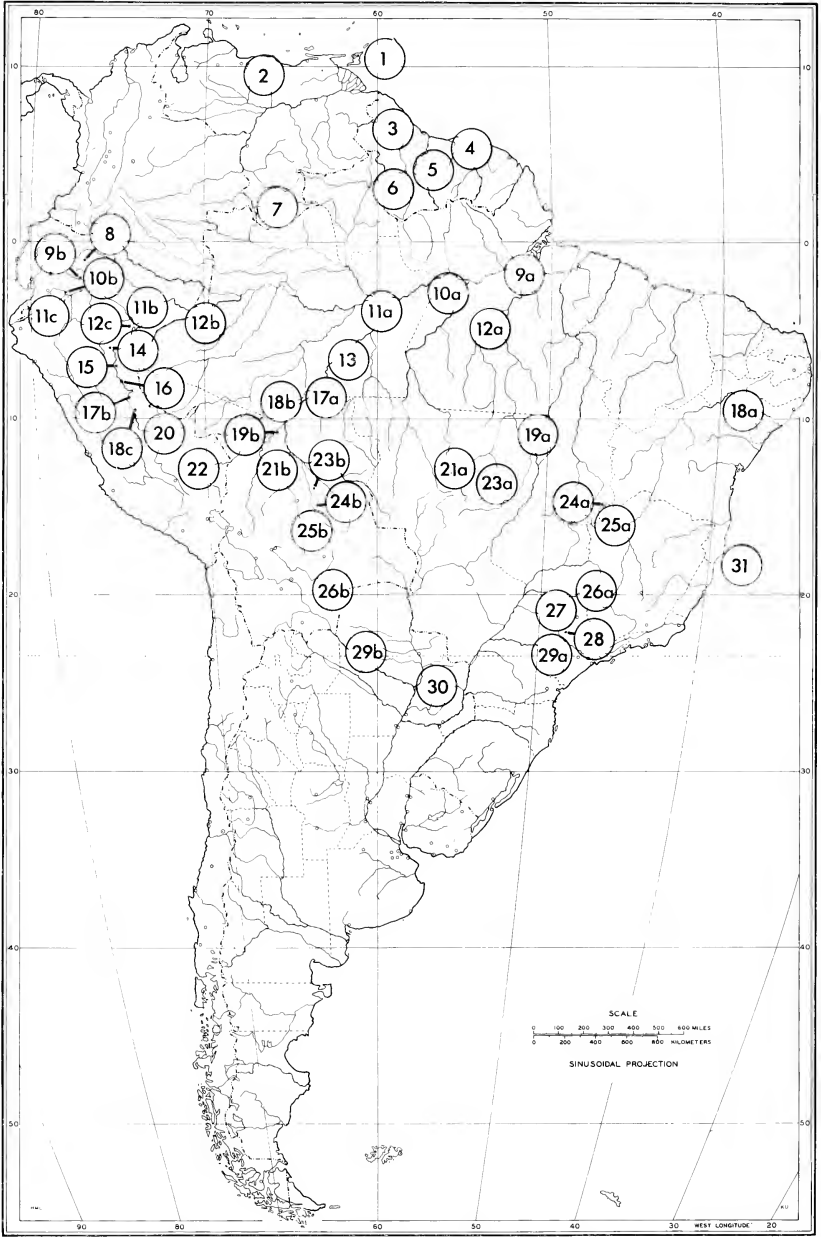 80 70 60 50 40
10 1 10
2
3
4
5
6
7
0 8 0
9b
10b 9a
10a
11c 11b 11a
12c 12b 12a
14
15 13
16
17b 18b 17a
18a
10 10
18c 20 19b 19a
22 21b 23b 21a
23a
24b 24a
25b 25a
31
20 26b 26a 20
27
28
29b 29a
30
30 30
40 40
SCALE
0 100 200 300 400 500 600 MILES
0 200 400 600 800 KILOMETERS
SINUSOIDAL PROJECTION
50 50
90 80 60 50 40 30 WEST LONGITUDE 20